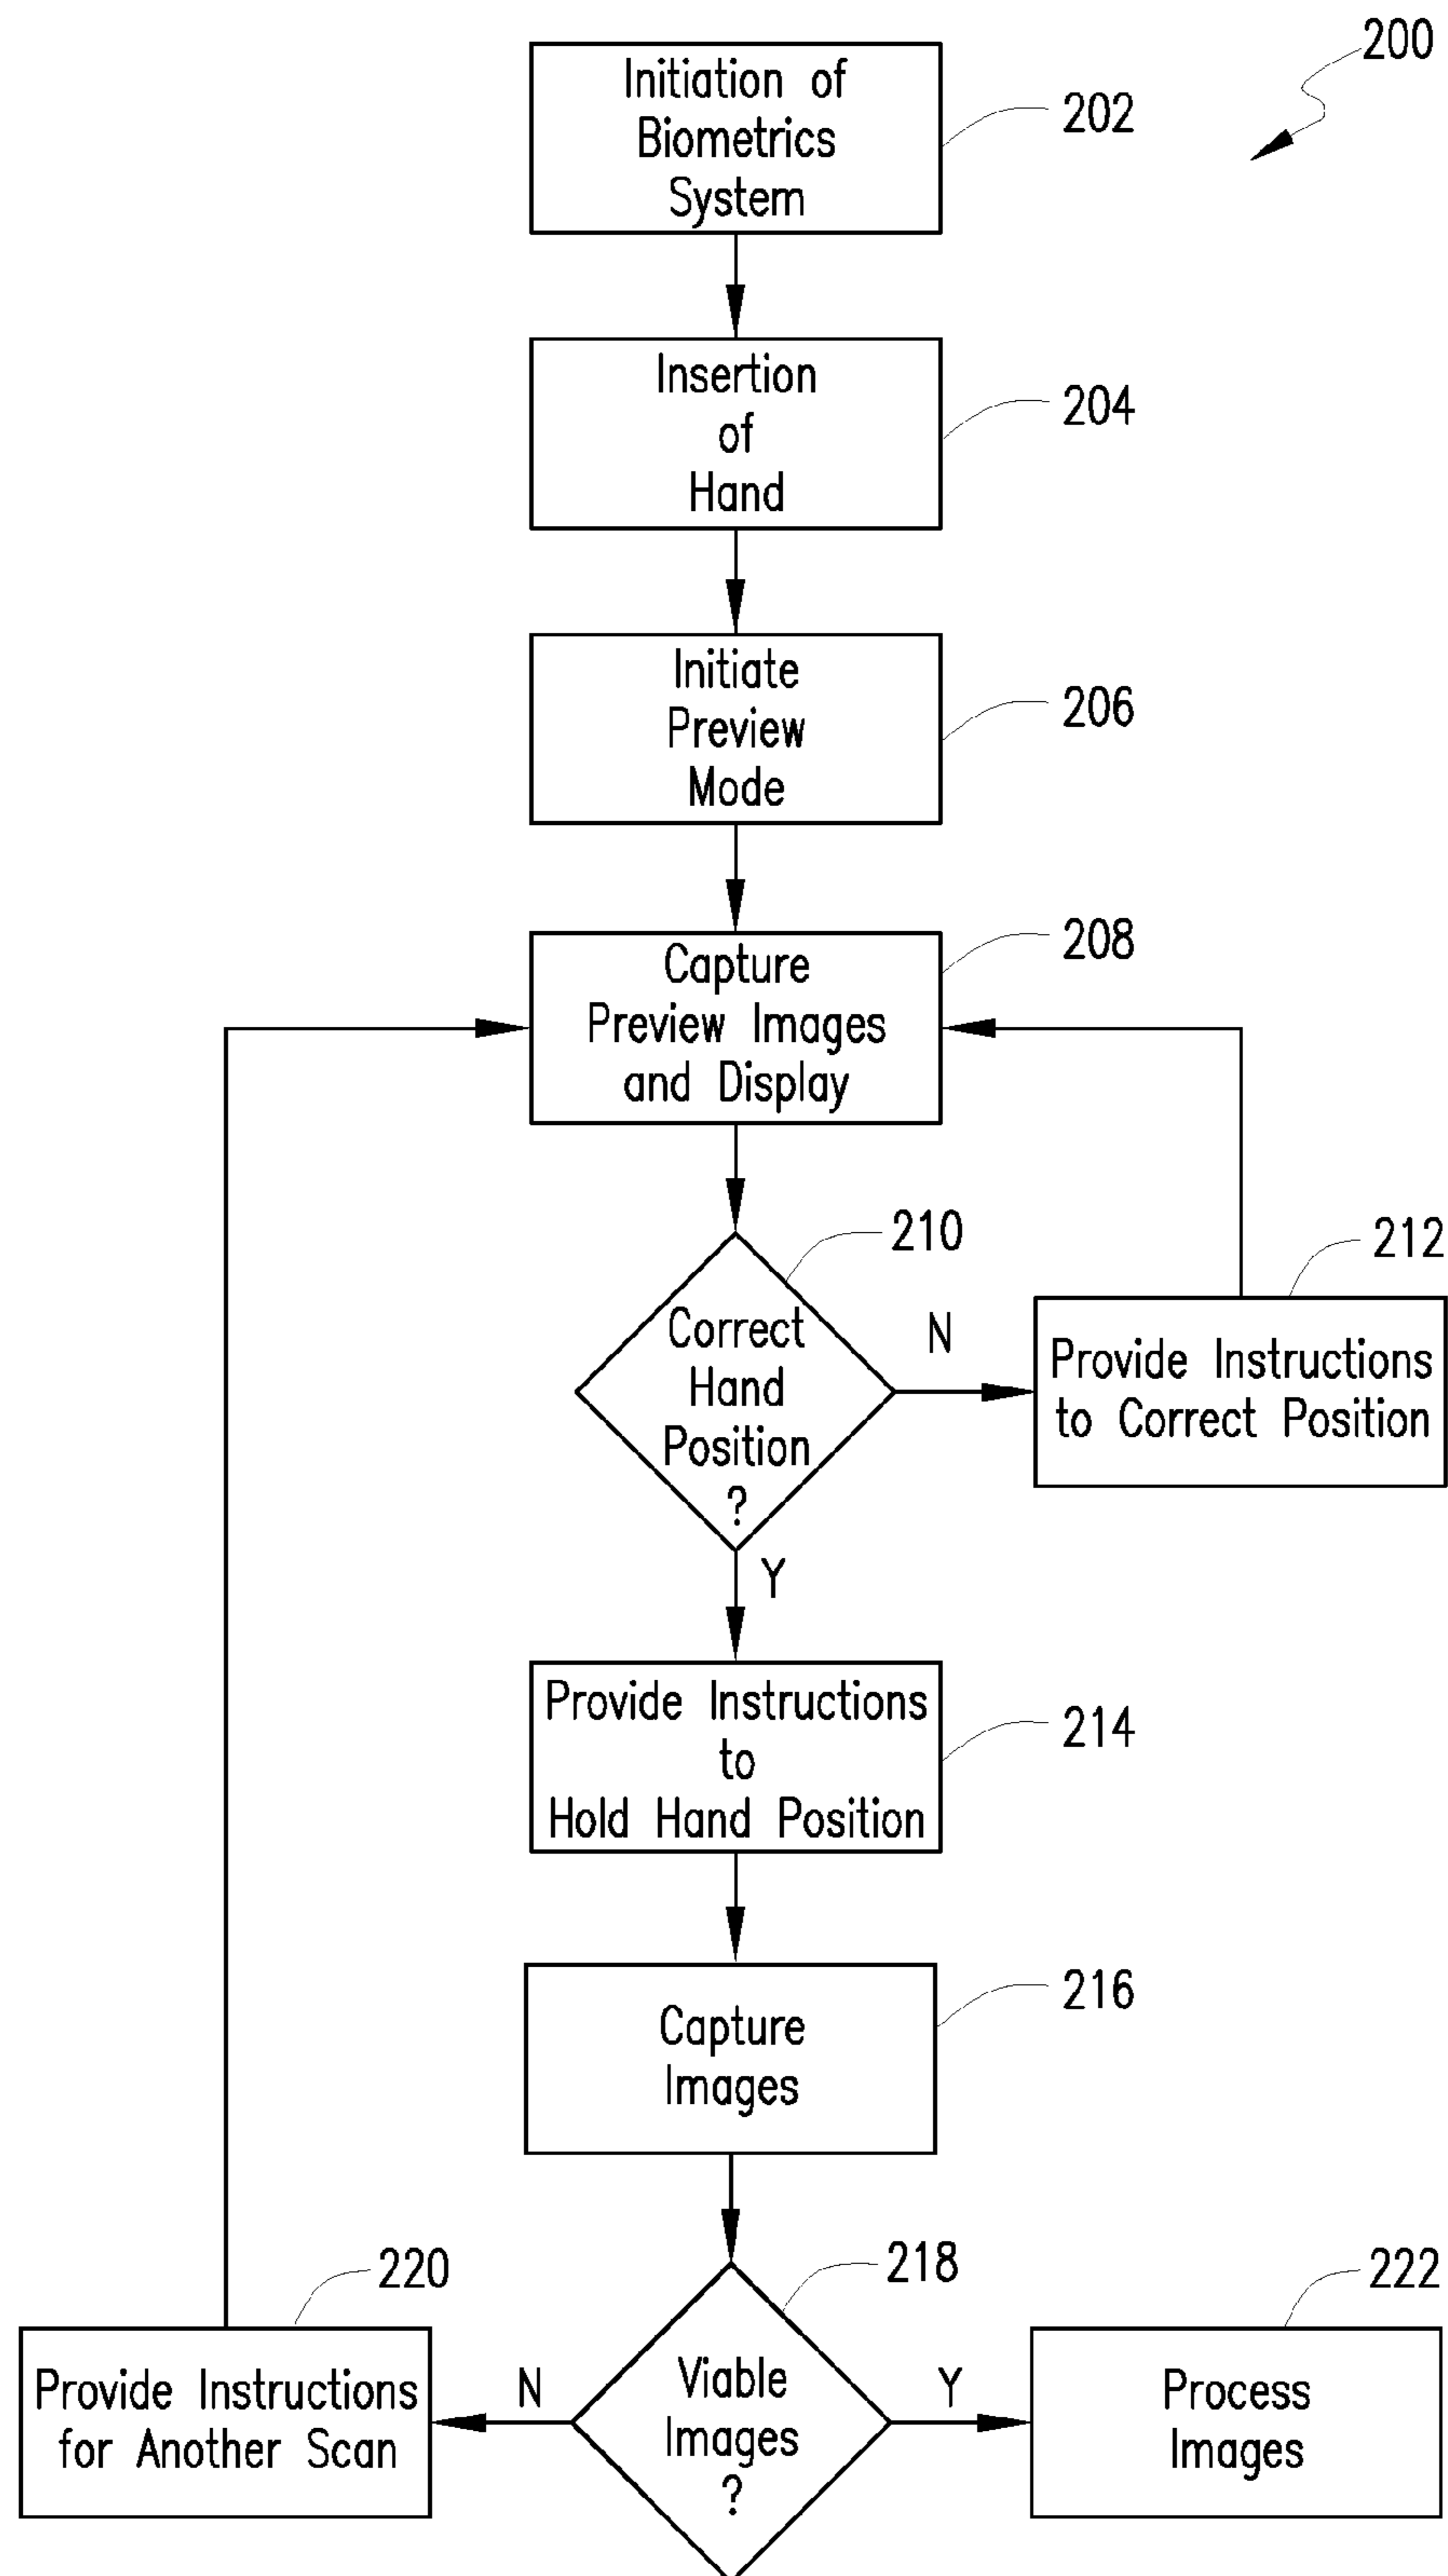 200
Initiation of
Biometrics
System
202
Insertion
of
Hand
204
Initiate
Preview
Mode
206
Capture
Preview Images
and Display
208
Correct
Hand
Position
?
210
N
Y
Provide Instructions
to Correct Position
212
Provide Instructions
to
Hold Hand Position
214
Capture
Images
216
Viable
Images
?
218
N
Y
Provide Instructions
for Another Scan
220
Process
Images
222